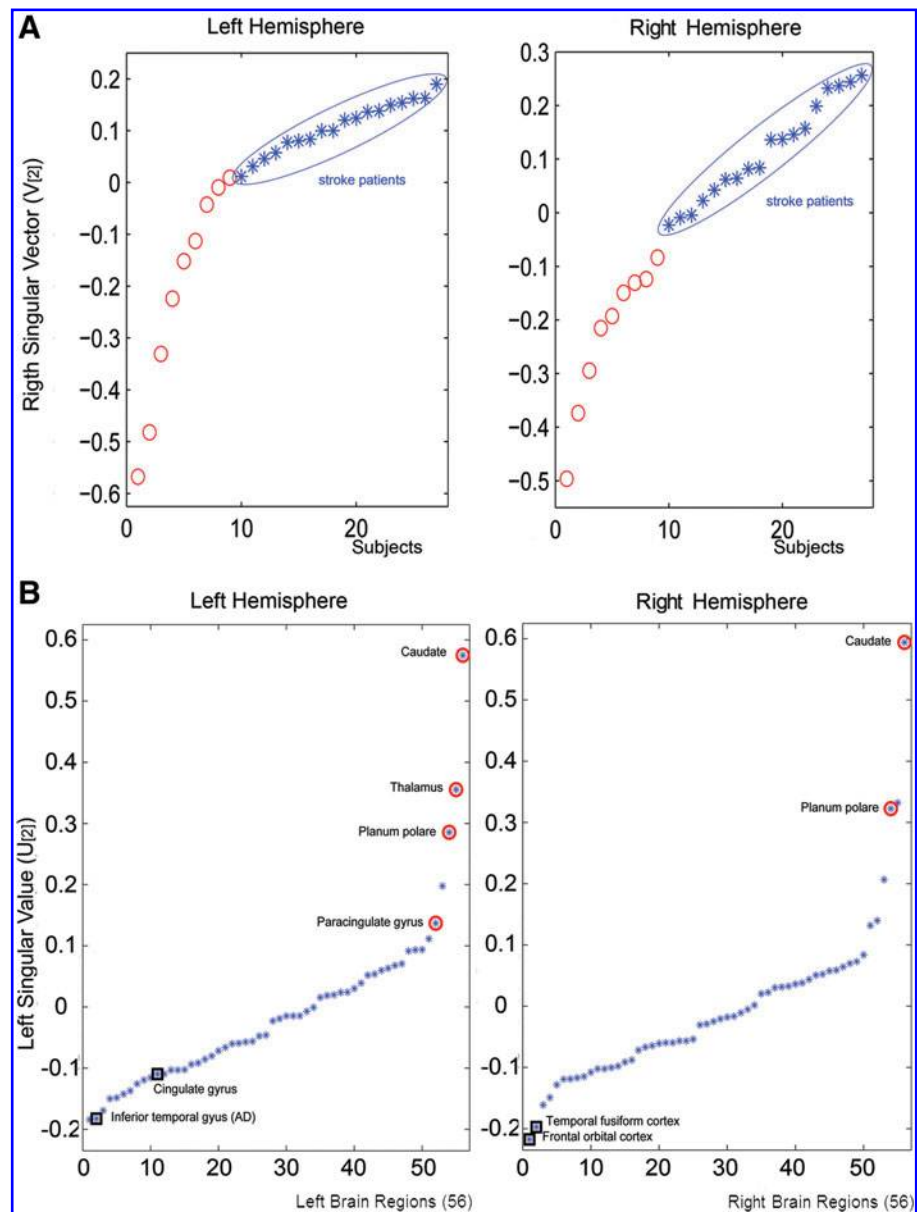 A
Left Hemisphere
Right Hemisphere
Rigth Singular Vector (V[2])
0.2
0.1
0
−0.1
−0.2
−0.3
−0.4
−0.5
−0.6
stroke patients
0
10
20
Subjects
0.3
0.2
0.1
0
−0.1
−0.2
−0.3
−0.4
−0.5
stroke patients
0
10
20
Subjects
B
Left Hemisphere
Right Hemisphere
Left Singular Value (U[2])
0.6
0.5
0.4
0.3
0.2
0.1
0
-0.1
-0.2
Caudate
Thalamus
Planum polare
Paracingulate gyrus
Cingulate gyrus
Inferior temporal gyus (AD)
0
10
20
30
40
50
Left Brain Regions (56)
0.6
0.5
0.4
0.3
0.2
0.1
0
-0.1
-0.2
Caudate
Planum polare
Temporal fusiform cortex
Frontal orbital cortex
0
10
20
30
40
50
Right Brain Regions (56)